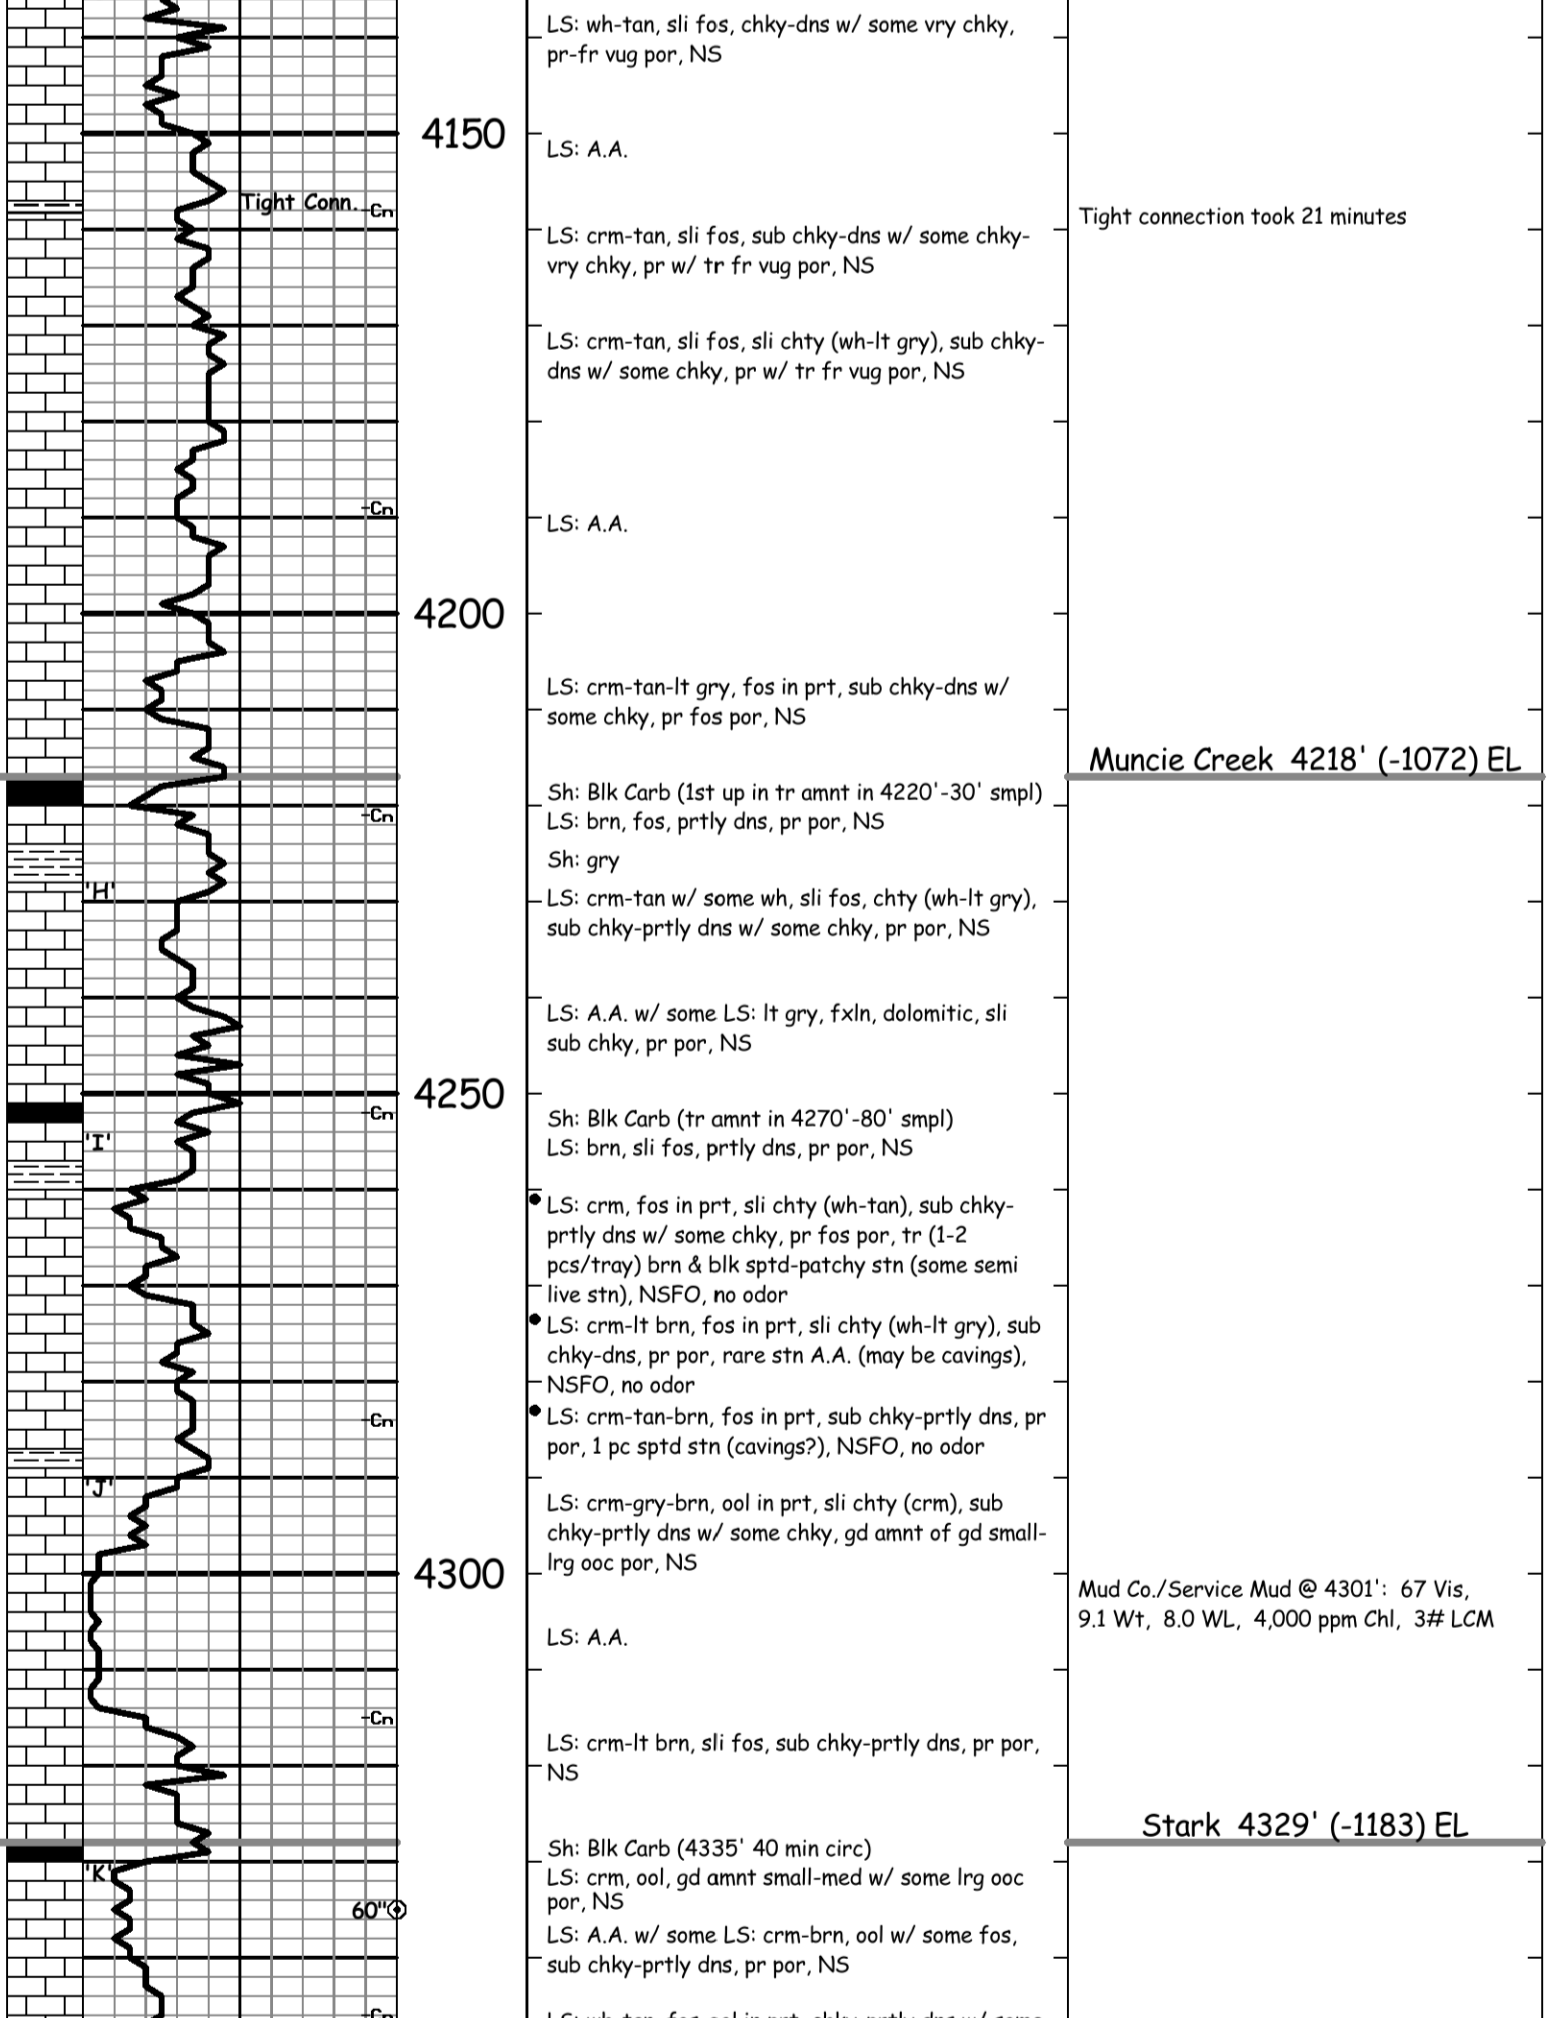 LS: wh-tan, sli fos, chky-dns w/ some vry chky,
pr-fr vug por, NS
4150
LS: A.A.
Tight Conn.
Cn
Tight connection took 21 minutes
LS: crm-tan, sli fos, sub chky-dns w/ some chky-
vry chky, pr w/ tr fr vug por, NS
LS: crm-tan, sli fos, sli chty (wh-lt gry), sub chky-
dns w/ some chky, pr w/ tr fr vug por, NS
Cn
LS: A.A.
4200
LS: crm-tan-lt gry, fos in prt, sub chky-dns w/
some chky, pr fos por, NS
Muncie Creek 4218' (-1072) EL
Sh: Blk Carb (1st up in tr amnt in 4220'-30' smpl)
Cn
LS: brn, fos, prtly dns, pr por, NS
Sh: gry
'H'
LS: crm-tan w/ some wh, sli fos, chty (wh-lt gry),
sub chky-prtly dns w/ some chky, pr por, NS
LS: A.A. w/ some LS: lt gry, fxln, dolomitic, sli
sub chky, pr por, NS
4250
Cn
Sh: Blk Carb (tr amnt in 4270'-80' smpl)
'I'
LS: brn, sli fos, prtly dns, pr por, NS
LS: crm, fos in prt, sli chty (wh-tan), sub chky-
prtly dns w/ some chky, pr fos por, tr (1-2
pcs/tray) brn & blk sptd-patchy stn (some semi
live stn), NSFO, no odor
LS: crm-lt brn, fos in prt, sli chty (wh-lt gry), sub
chky-dns, pr por, rare stn A.A. (may be cavings),
NSFO, no odor
Cn
LS: crm-tan-brn, fos in prt, sub chky-prtly dns, pr
por, 1 pc sptd stn (cavings?), NSFO, no odor
'J'
LS: crm-gry-brn, ool in prt, sli chty (crm), sub
chky-prtly dns w/ some chky, gd amnt of gd small-
lrg ooc por, NS
4300
Mud Co./Service Mud @ 4301': 67 Vis,
9.1 Wt, 8.0 WL, 4,000 ppm Chl, 3# LCM
LS: A.A.
Cn
LS: crm-lt brn, sli fos, sub chky-prtly dns, pr por,
NS
Stark 4329' (-1183) EL
Sh: Blk Carb (4335' 40 min circ)
'K'
LS: crm, ool, gd amnt small-med w/ some lrg ooc
por, NS
60"
LS: A.A. w/ some LS: crm-brn, ool w/ some fos,
sub chky-prtly dns, pr por, NS
Cn